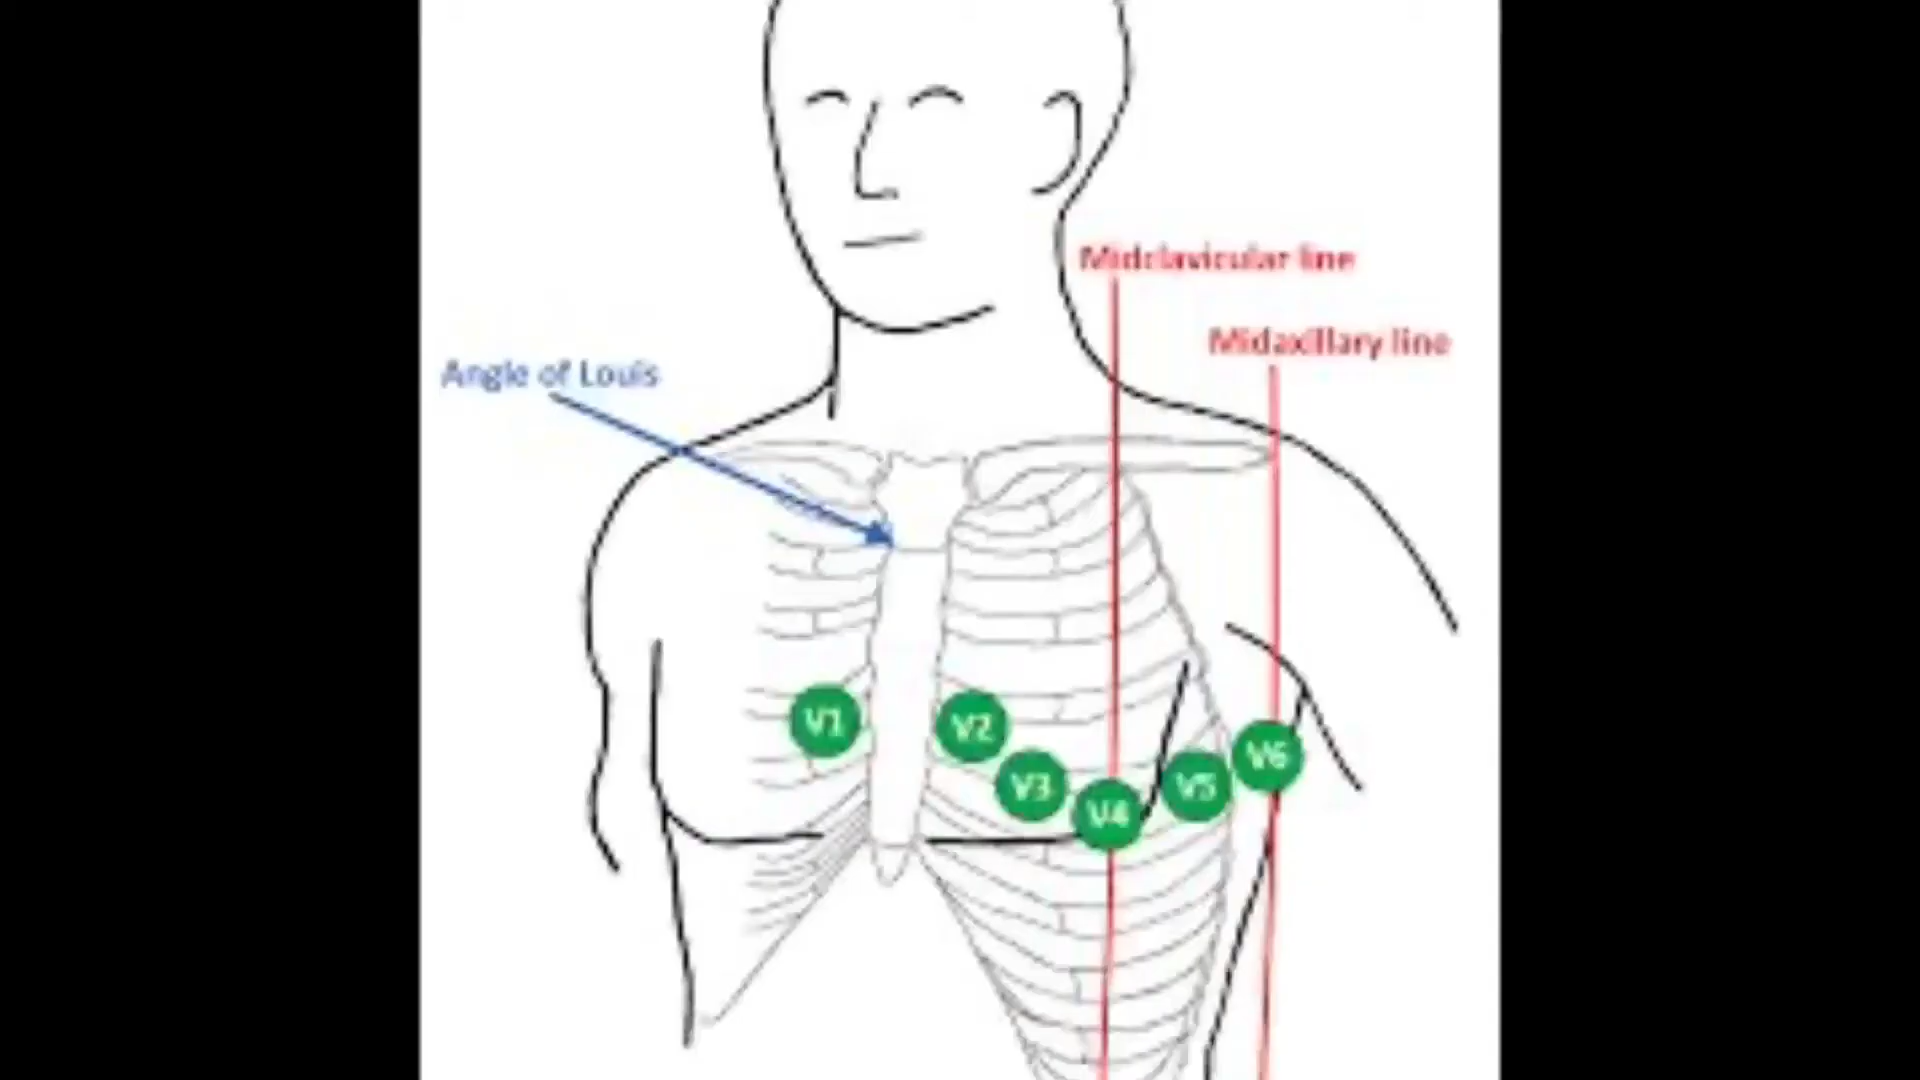 Midclavicular line
Midaxillary line
Angle of Louis
V1
V2
V3
V4
V5
V6